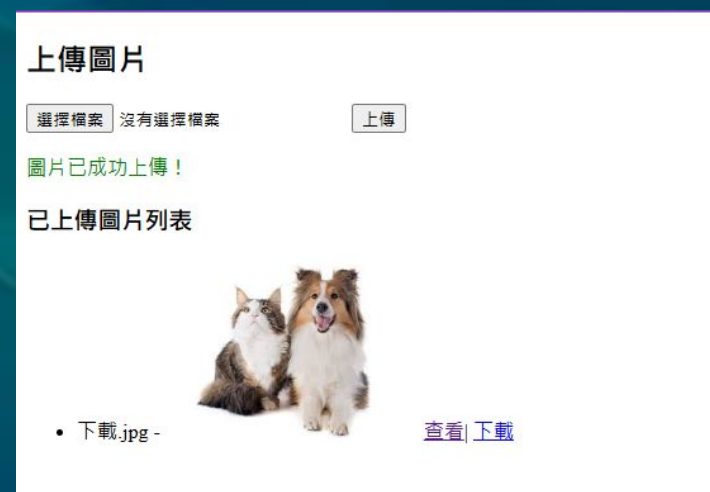 上傳圖片
選擇檔案 沒有選擇檔案 上傳
圖片已成功上傳！
已上傳圖片列表
• 下載.jpg - 查看| 下載